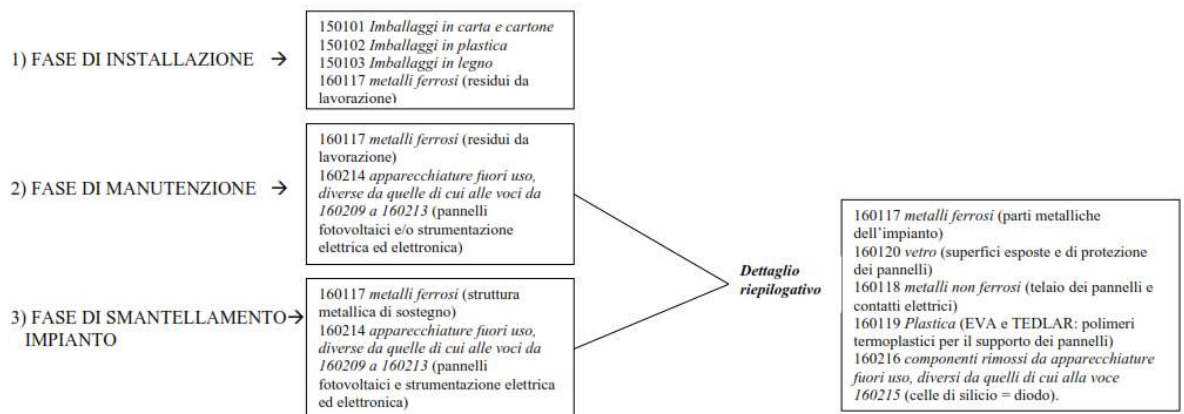 1) FASE DI INSTALLAZIONE →
150101 Imballaggi in carta e cartone
150102 Imballaggi in plastica
150103 Imballaggi in legno
160117 metalli ferrosi (residui da
lavorazione)
2) FASE DI MANUTENZIONE →
160117 metalli ferrosi (residui da
lavorazione)
160214 apparecchiature fuori uso,
diverse da quelle di cui alle voci da
160209 a 160213 (pannelli
fotovoltaici e/o strumentazione
elettrica ed elettronica)
3) FASE DI SMANTELLAMENTO→
IMPIANTO
160117 metalli ferrosi (struttura
metallica di sostegno)
160214 apparecchiature fuori uso,
diverse da quelle di cui alle voci da
160209 a 160213 (pannelli
fotovoltaici e strumentazione elettrica
ed elettronica)
Dettaglio
riepilogativo
160117 metalli ferrosi (parti metalliche
dell'impianto)
160120 vetro (superfici esposte e di protezione
dei pannelli)
160118 metalli non ferrosi (telaio dei pannelli e
contatti elettrici)
160119 Plastica (EVA e TEDLAR: polimeri
termoplastici per il supporto dei pannelli)
160216 componenti rimossi da apparecchiature
fuori uso, diversi da quelli di cui alla voce
160215 (celle di silicio = diodo).